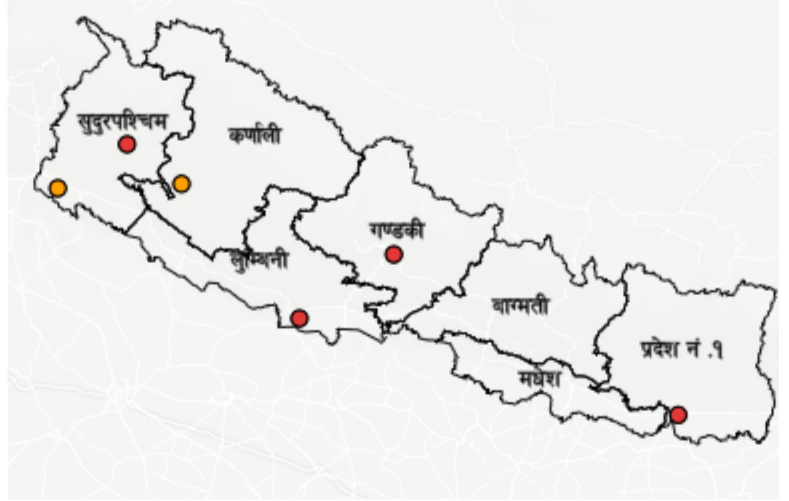 सुदुरपश्चिम
कर्णाली
गण्डकी
लुम्बिनी
बाग्मती
प्रदेश नं .१
मधेश